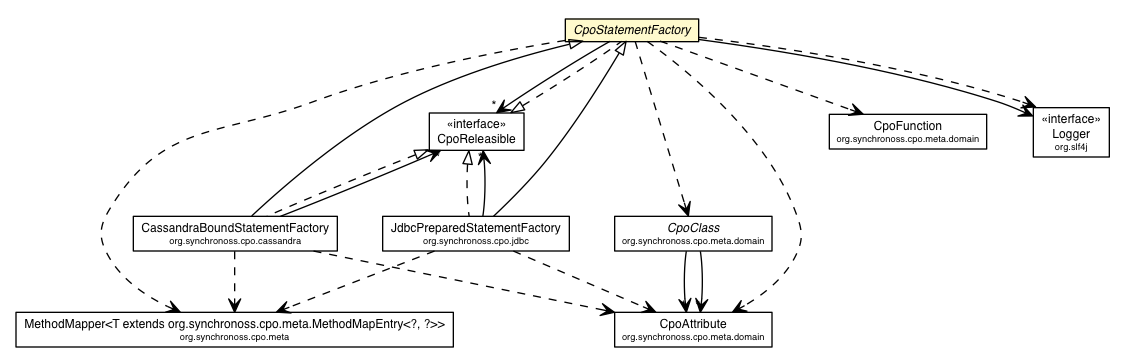 CpoStatementFactory
*
«interface»
CpoReleasible
CpoFunction
org.synchronoss.cpo.meta.domain
«interface»
Logger
org.slf4j
CassandraBoundStatementFactory
org.synchronoss.cpo.cassandra
JdbcPreparedStatementFactory
org.synchronoss.cpo.jdbc
CpoClass
org.synchronoss.cpo.meta.domain
MethodMapper<T extends org.synchronoss.cpo.meta.MethodMapEntry<?, ?>>
org.synchronoss.cpo.meta
CpoAttribute
org.synchronoss.cpo.meta.domain